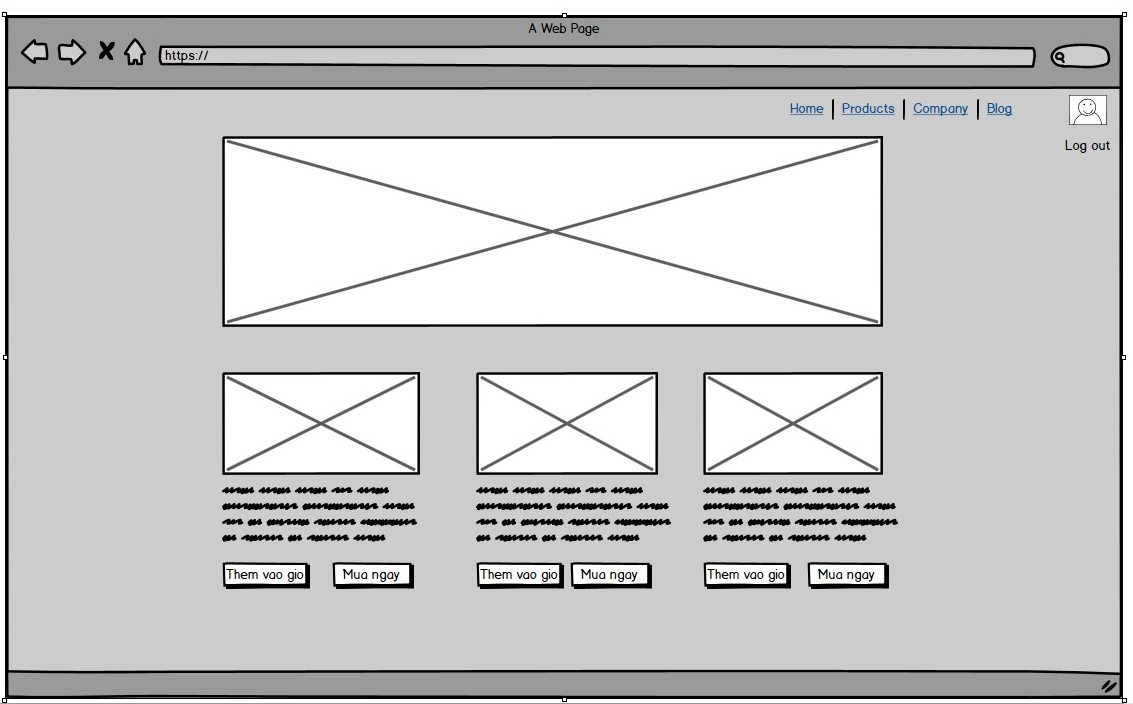 A Web Page
https://
Home Products Company Blog
Log out
Them vao gio Mua ngay Them vao gio Mua ngay Them vao gio Mua ngay